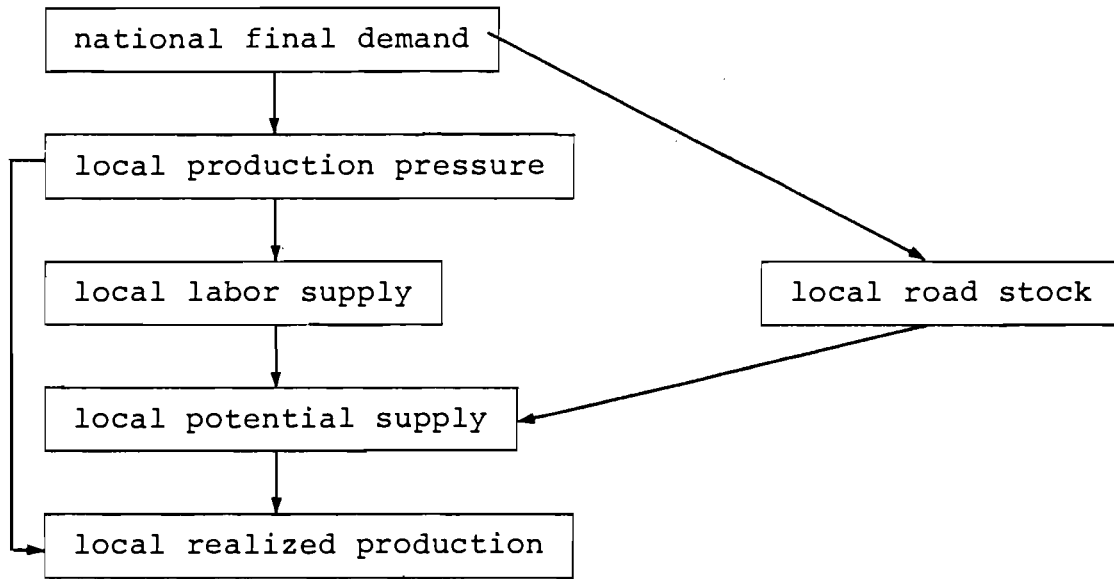 national final demand
local production pressure
local labor supply
local road stock
local potential supply
local realized production